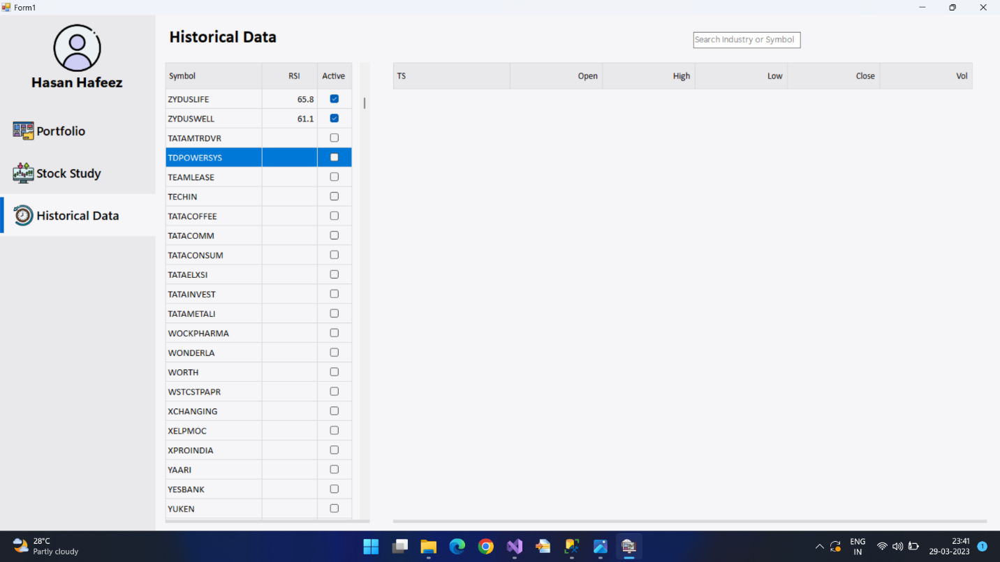 Form1
Hasan Hafeez
Portfolio
Stock Study
Historical Data
Historical Data
Search Industry or Symbol
Symbol RSI Active
ZYDUSLIFE 65.8
ZYDUSWELL 61.1
TATAMTRDVR
TDPOWERSYS
TEAMLEASE
TECHIN
TATACOFFEE
TATACOMM
TATACONSUM
TATAELXSI
TATAINVEST
TATAMETALI
WOCKPHARMA
WONDERLA
WORTH
WSTCSTPAPR
XCHANGING
XELPMOC
XPROINDIA
YAARI
YESBANK
YUKEN
TS Open High Low Close Vol
28°C
Partly cloudy
ENG
IN
23:41
29-03-2023
1